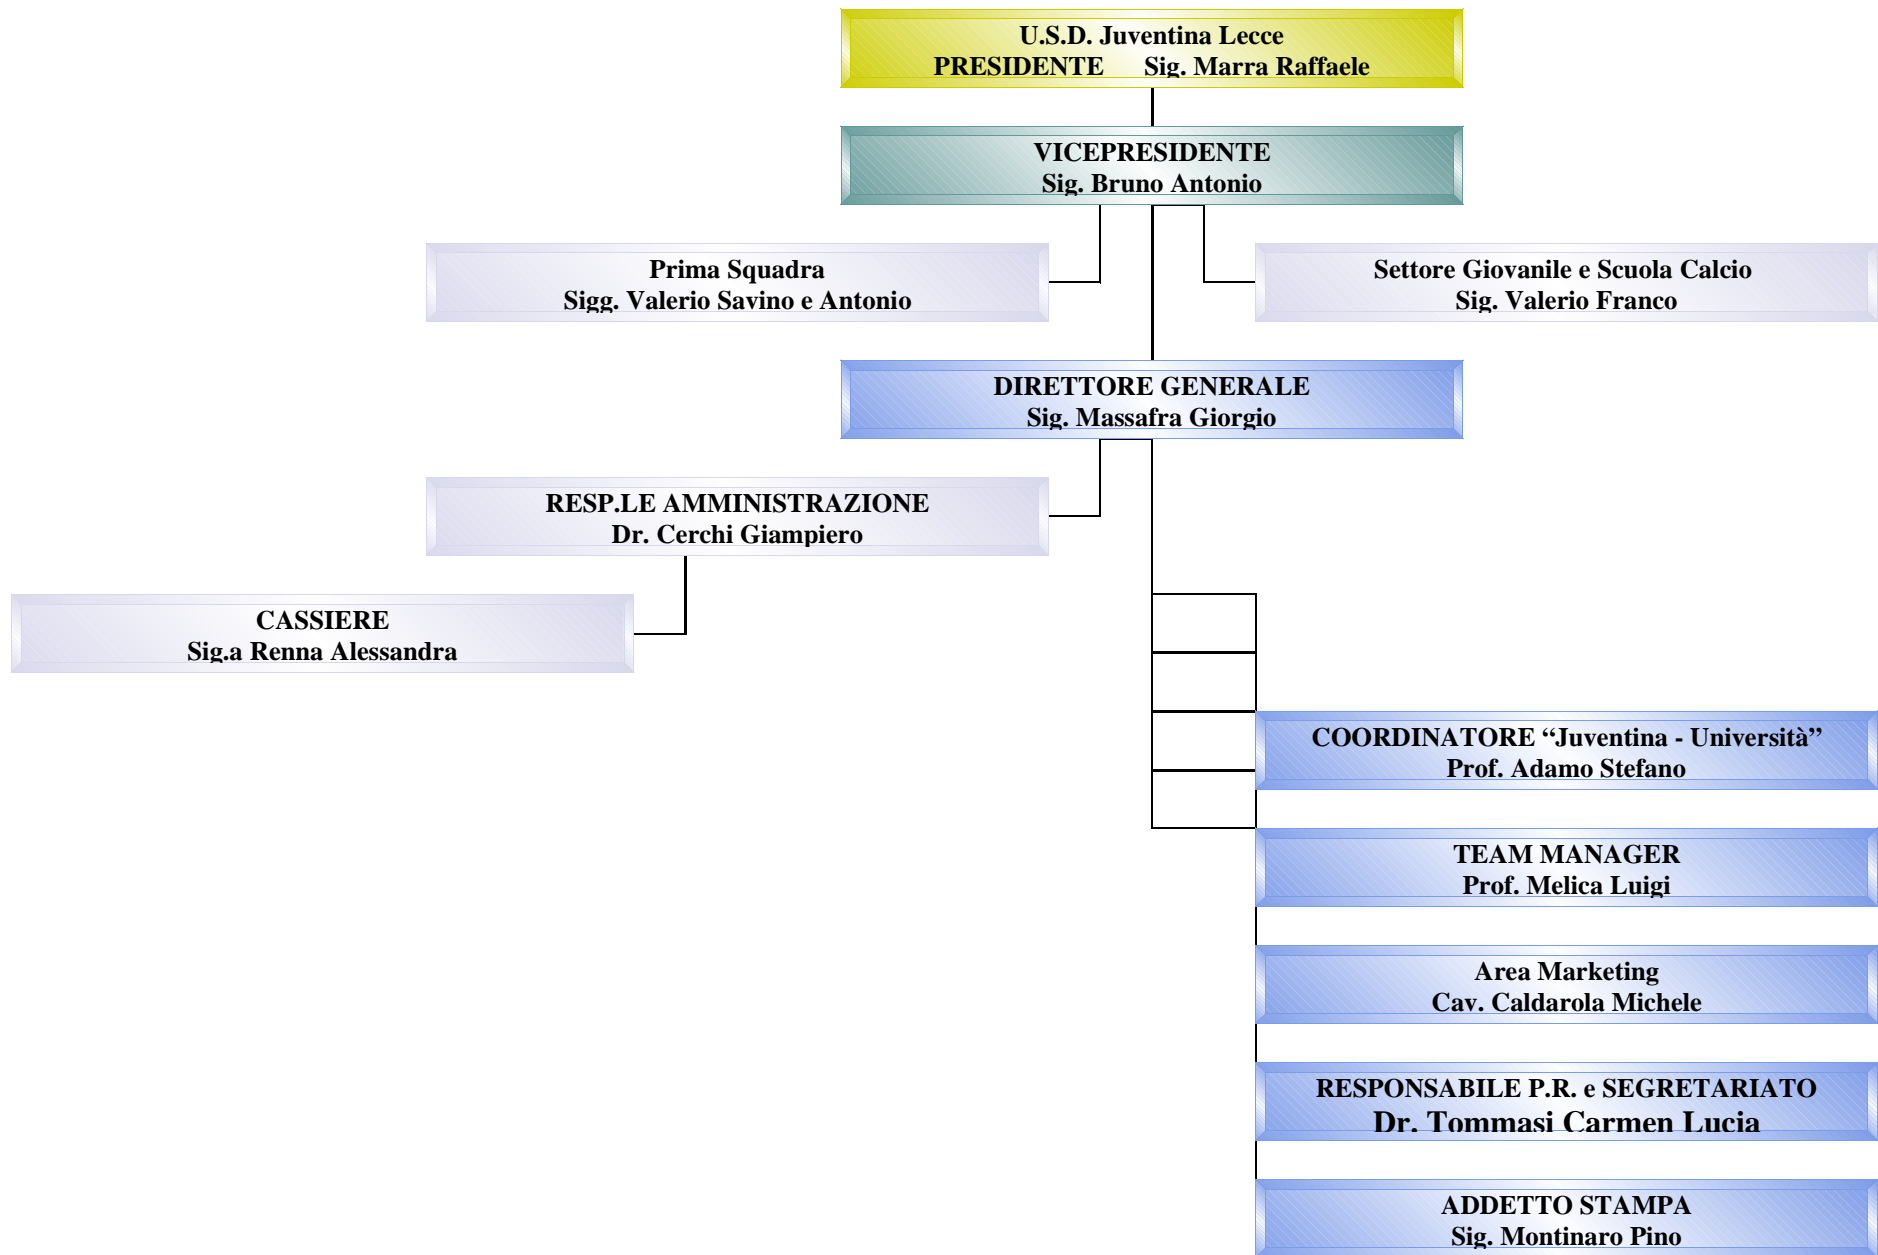 U.S.D. Juventina Lecce
PRESIDENTE Sig. Marra Raffaele
VICEPRESIDENTE
Sig. Bruno Antonio
Prima Squadra
Sigg. Valerio Savino e Antonio
Settore Giovanile e Scuola Calcio
Sig. Valerio Franco
DIRETTORE GENERALE
Sig. Massafra Giorgio
RESP.LE AMMINISTRAZIONE
Dr. Cerchi Giampiero
CASSIERE
Sig.a Renna Alessandra
COORDINATORE “Juventina - Università”
Prof. Adamo Stefano
TEAM MANAGER
Prof. Melica Luigi
Area Marketing
Cav. Caldarola Michele
RESPONSABILE P.R. e SEGRETARIATO
Dr. Tommasi Carmen Lucia
ADDETTO STAMPA
Sig. Montinaro Pino